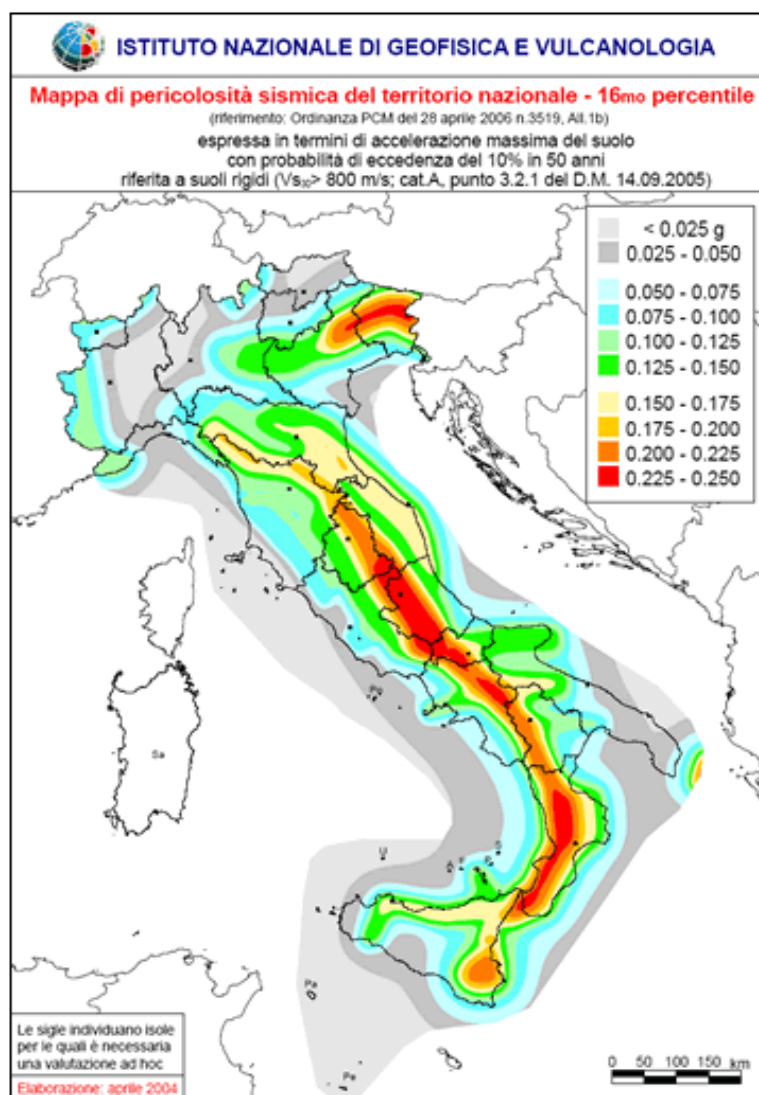 ISTITUTO NAZIONALE DI GEOFISICA E VULCANOLOGIA
Mappa di pericolosità sismica del territorio nazionale - 16mo percentile
(riferimento: Ordinanza PCM del 28 aprile 2006 n.3519, All.1b)
espressa in termini di accelerazione massima del suolo
con probabilità di eccedenza del 10% in 50 anni
riferita a suoli rigidi (Vs₃₀> 800 m/s; cat.A, punto 3.2.1 del D.M. 14.09.2005)
< 0.025 g
0.025 - 0.050
0.050 - 0.075
0.075 - 0.100
0.100 - 0.125
0.125 - 0.150
0.150 - 0.175
0.175 - 0.200
0.200 - 0.225
0.225 - 0.250
Sa
U
A
S
Pa
Pe
Le sigle individuano isole
per le quali è necessaria
una valutazione ad hoc
Elaborazione: aprile 2004
0 50 100 150
km